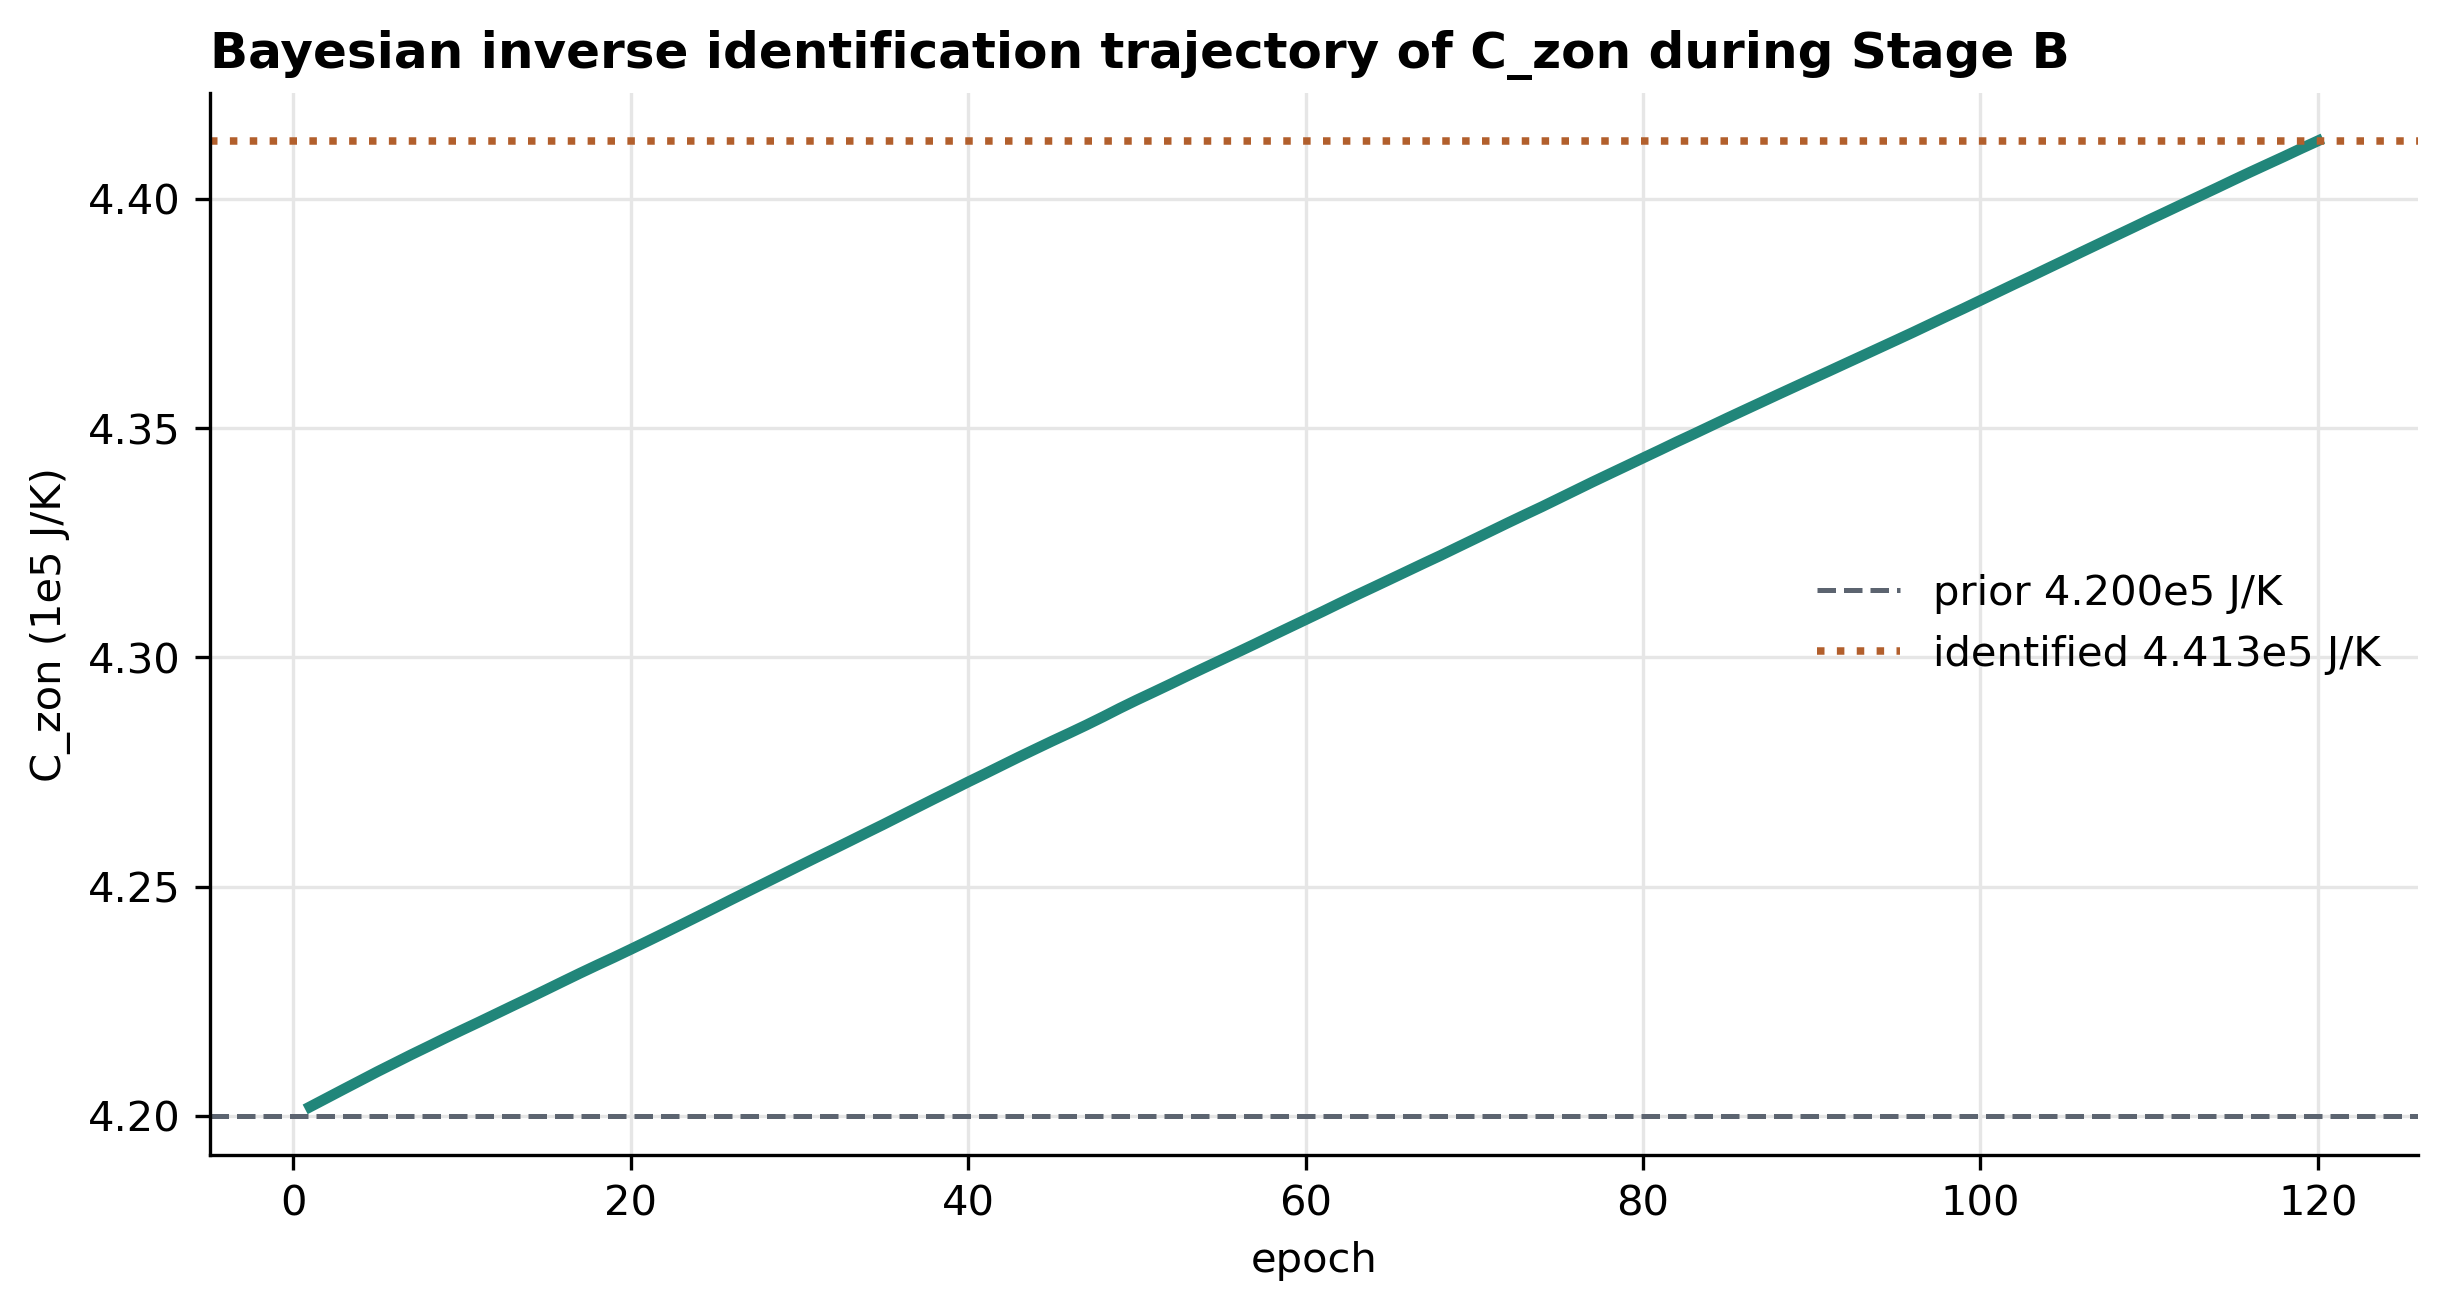 Bayesian inverse identification trajectory of C_zon during Stage B
C_zon (1e5 J/K)
4.40
4.35
4.30
4.25
4.20
prior 4.200e5 J/K
identified 4.413e5 J/K
0 20 40 60 80 100 120
epoch